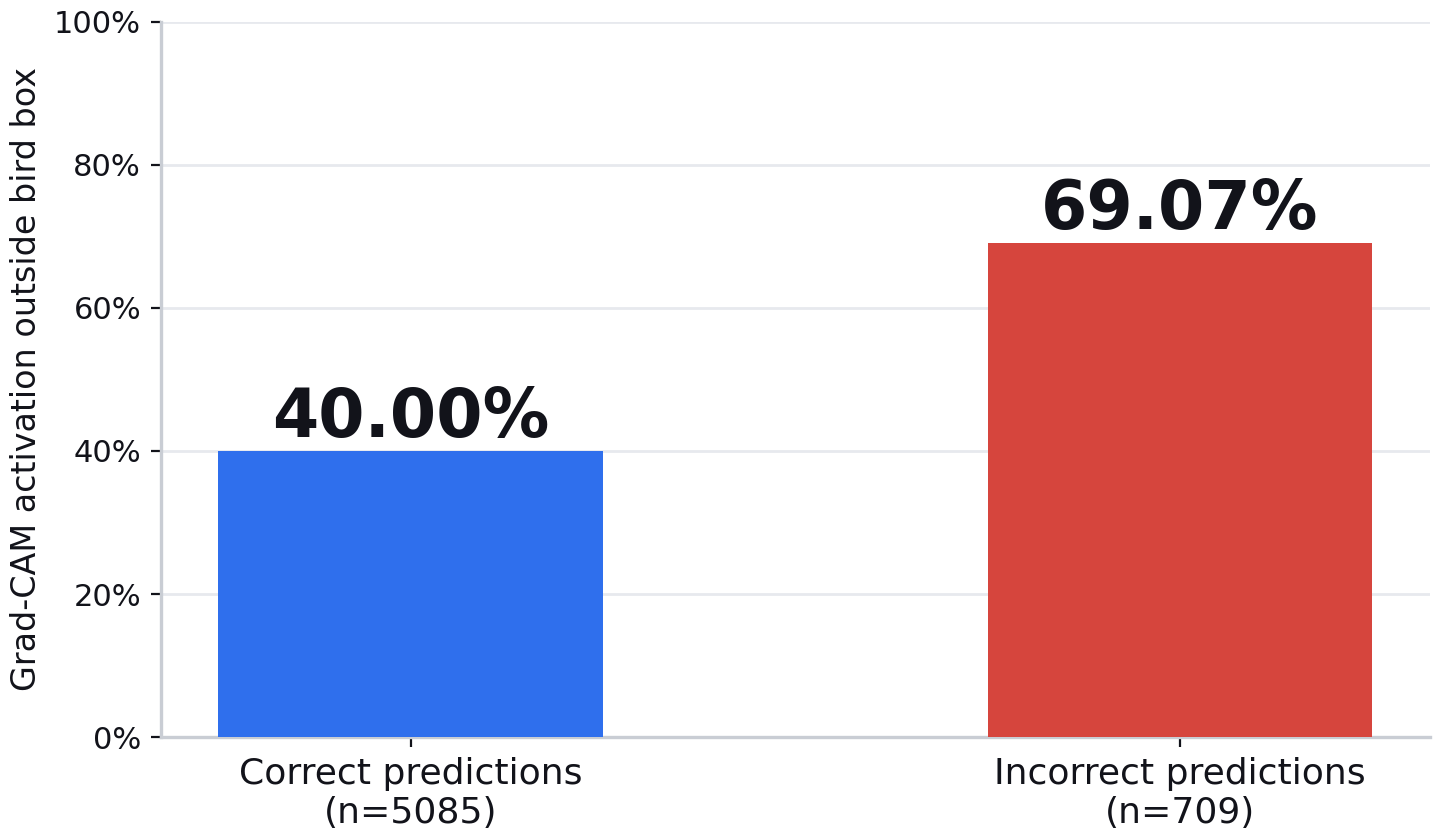 Grad-CAM activation outside bird box
100%
80%
60%
40%
20%
0%
40.00%
69.07%
Correct predictions
(n=5085)
Incorrect predictions
(n=709)